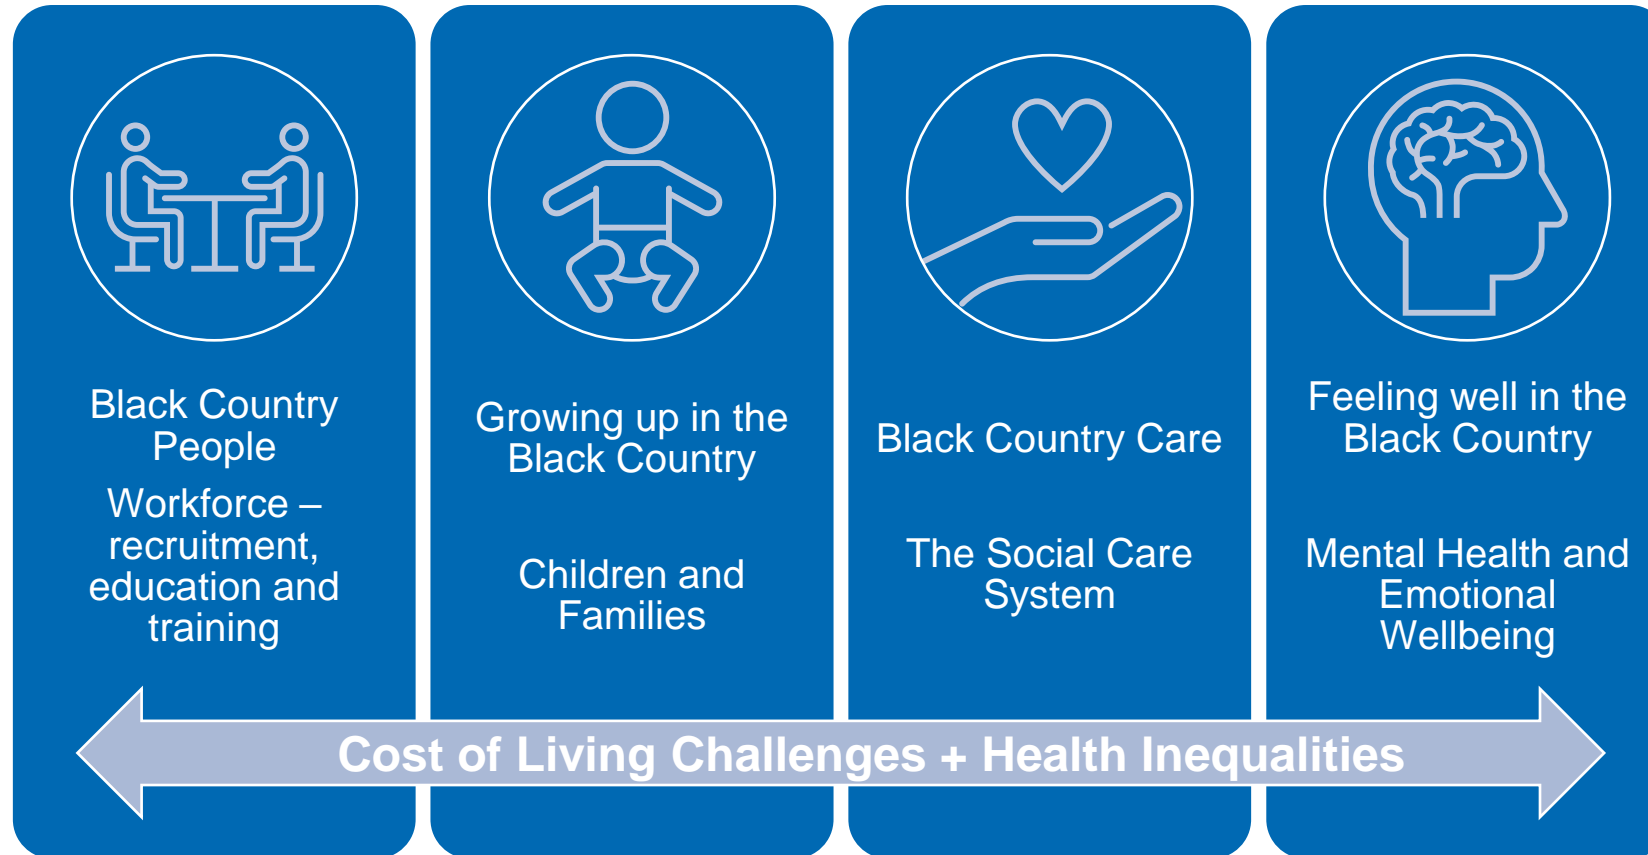 Black Country
People
Workforce –
recruitment,
education and
training
Growing up in the
Black Country
Children and
Families
Black Country Care
The Social Care
System
Feeling well in the
Black Country
Mental Health and
Emotional
Wellbeing
Cost of Living Challenges + Health Inequalities